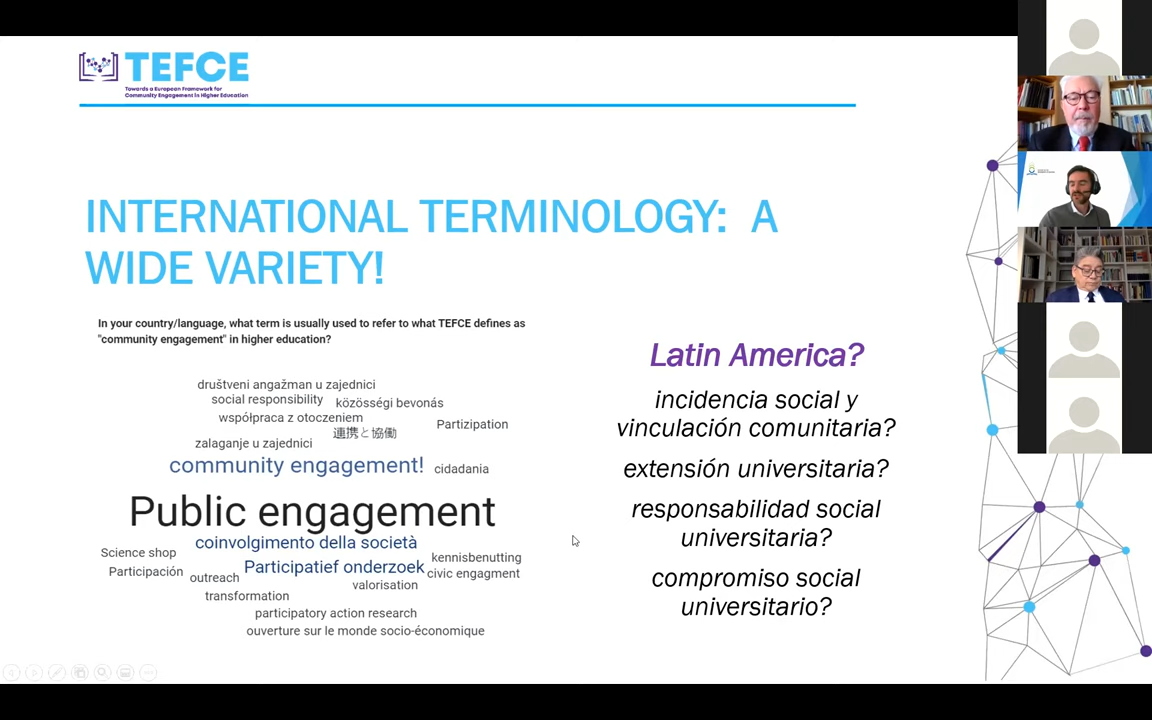 TEFCE
Towards a European Framework for
Community Engagement in Higher Education
INTERNATIONAL TERMINOLOGY: A
WIDE VARIETY!
In your country/language, what term is usually used to refer to what TEFCE defines as
"community engagement" in higher education?
društveni angažman u zajednici
social responsibility
közösségi bevonás
współpraca z otoczeniem
Partizipation
連携と協働
zalaganje u zajednici
community engagement!
cidadania
Public engagement
coinvolgimento della società
Science shop
kennisbenutting
Participatief onderzoek
civic engagment
Participación
outreach
valorisation
transformation
participatory action research
ouverture sur le monde socio-économique
Latin America?
incidencia social y
vinculación comunitaria?
extensión universitaria?
responsabilidad social
universitaria?
compromiso social
universitario?